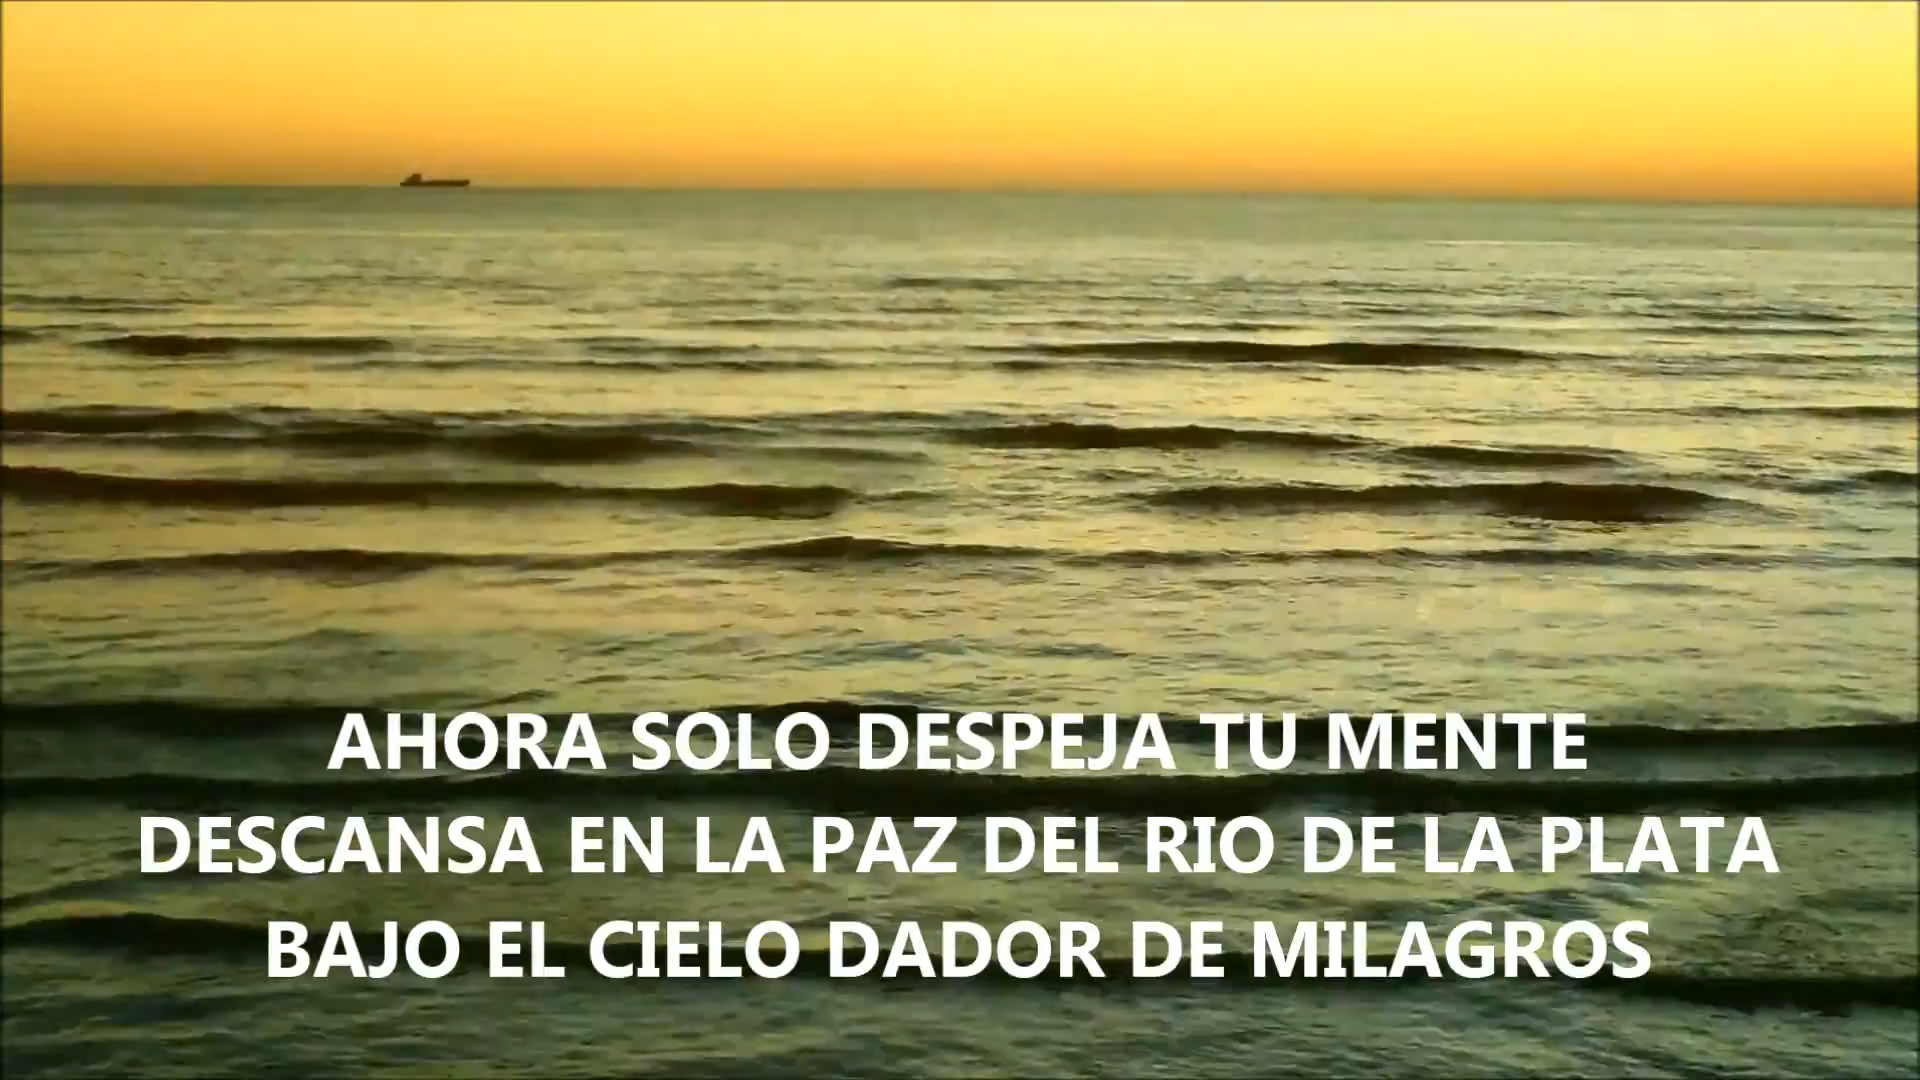 AHORA SOLO DESPEJA TU MENTE
DESCANSA EN LA PAZ DEL RIO DE LA PLATA
BAJO EL CIELO DADOR DE MILAGROS